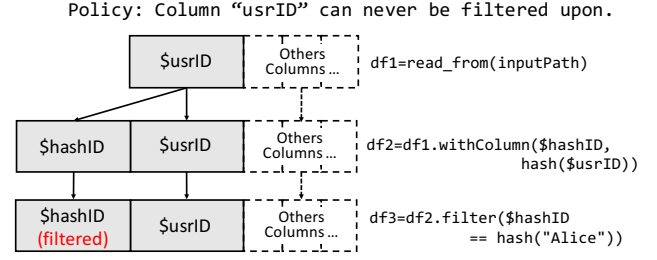 Policy: Column “usrID” can never be filtered upon.
$usrID
Others
Columns ...
df1=read_from(inputPath)
$hashID
$usrID
Others
Columns ...
df2=df1.withColumn($hashID,
hash($usrID))
$hashID
(filtered)
$usrID
Others
Columns ...
df3=df2.filter($hashID
== hash("Alice"))